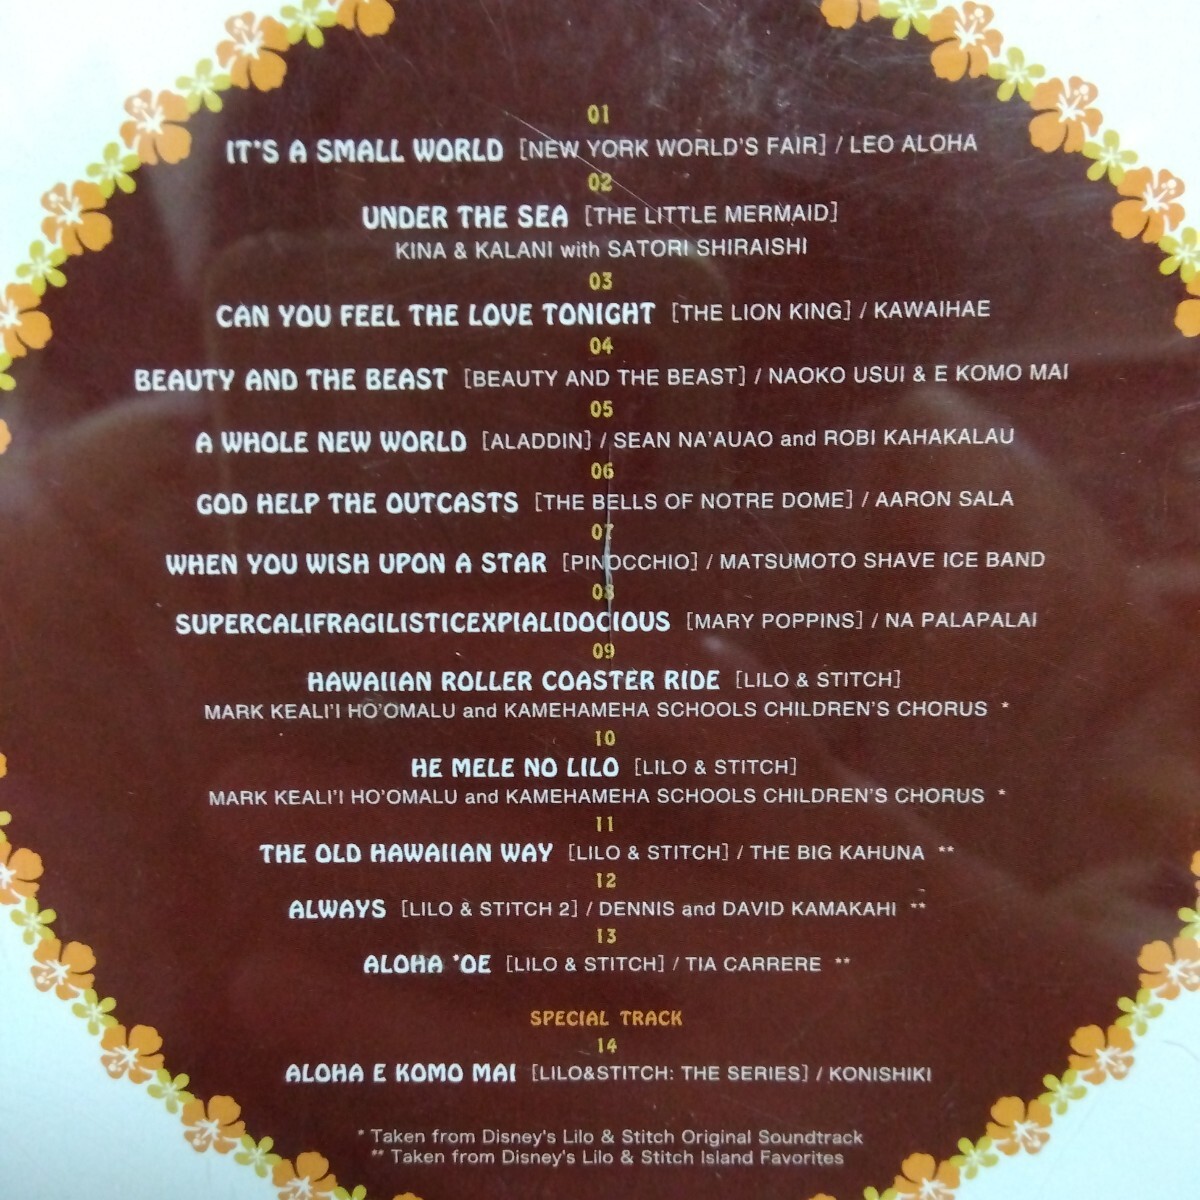 01
IT'S A SMALL WORLD [NEW YORK WORLD'S FAIR] / LEO ALOHA
02
UNDER THE SEA [THE LITTLE MERMAID]
KINA & KALANI with SATORI SHIRAISHI
03
CAN YOU FEEL THE LOVE TONIGHT [THE LION KING] / KAWAIHAE
04
BEAUTY AND THE BEAST [BEAUTY AND THE BEAST] / NAOKO USUI & E KOMO MAI
05
A WHOLE NEW WORLD [ALADDIN] / SEAN NA'AUAO and ROBI KAHAKALAU
06
GOD HELP THE OUTCASTS [THE BELLS OF NOTRE DOME] / AARON SALA
07
WHEN YOU WISH UPON A STAR [PINOCCHIO] / MATSUMOTO SHAVE ICE BAND
08
SUPERCALIFRAGILISTICEXPIALIDOCIOUS [MARY POPPINS] / NA PALAPALAI
09
HAWAIIAN ROLLER COASTER RIDE [LILO & STITCH]
MARK KEALI'I HO'OMALU and KAMEHAMEHA SCHOOLS CHILDREN'S CHORUS *
10
HE MELE NO LILO [LILO & STITCH]
MARK KEALI'I HO'OMALU and KAMEHAMEHA SCHOOLS CHILDREN'S CHORUS *
11
THE OLD HAWAIIAN WAY [LILO & STITCH] / THE BIG KAHUNA **
12
ALWAYS [LILO & STITCH 2] / DENNIS and DAVID KAMAKAHI **
13
ALOHA 'OE [LILO & STITCH] / TIA CARRERE **
SPECIAL TRACK
14
ALOHA E KOMO MAI [LILO&STITCH: THE SERIES] / KONISHIKI
* Taken from Disney's Lilo & Stitch Original Soundtrack
** Taken from Disney's Lilo & Stitch Island Favorites